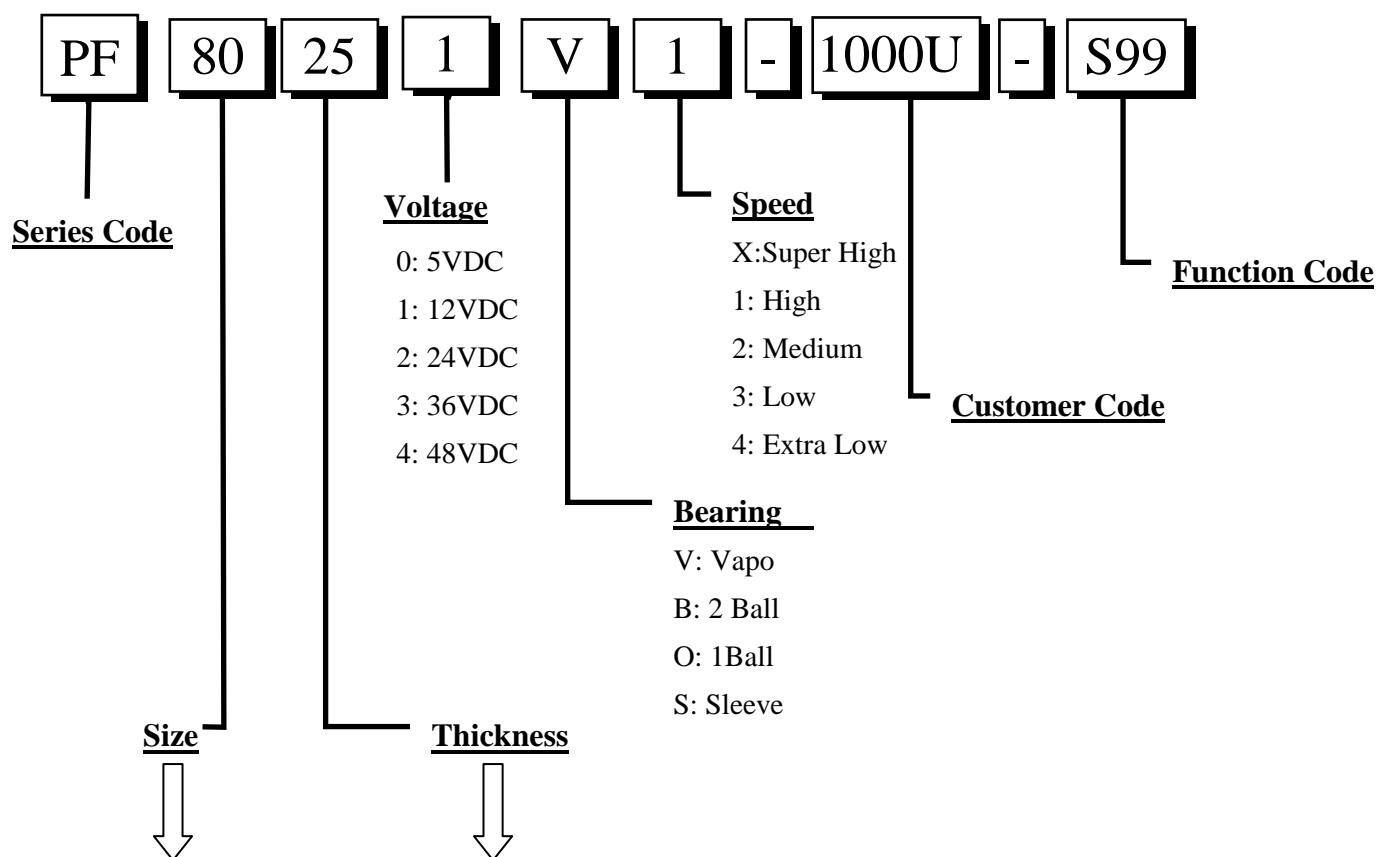 PF 80 25 1 V 1 - 1000U - S99
Series Code
Voltage
0: 5VDC
1: 12VDC
2: 24VDC
3: 36VDC
4: 48VDC
Speed
X:Super High
1: High
2: Medium
3: Low
4: Extra Low
Function Code
Customer Code
Bearing
V: Vapo
B: 2 Ball
O: 1Ball
S: Sleeve
Size
Thickness